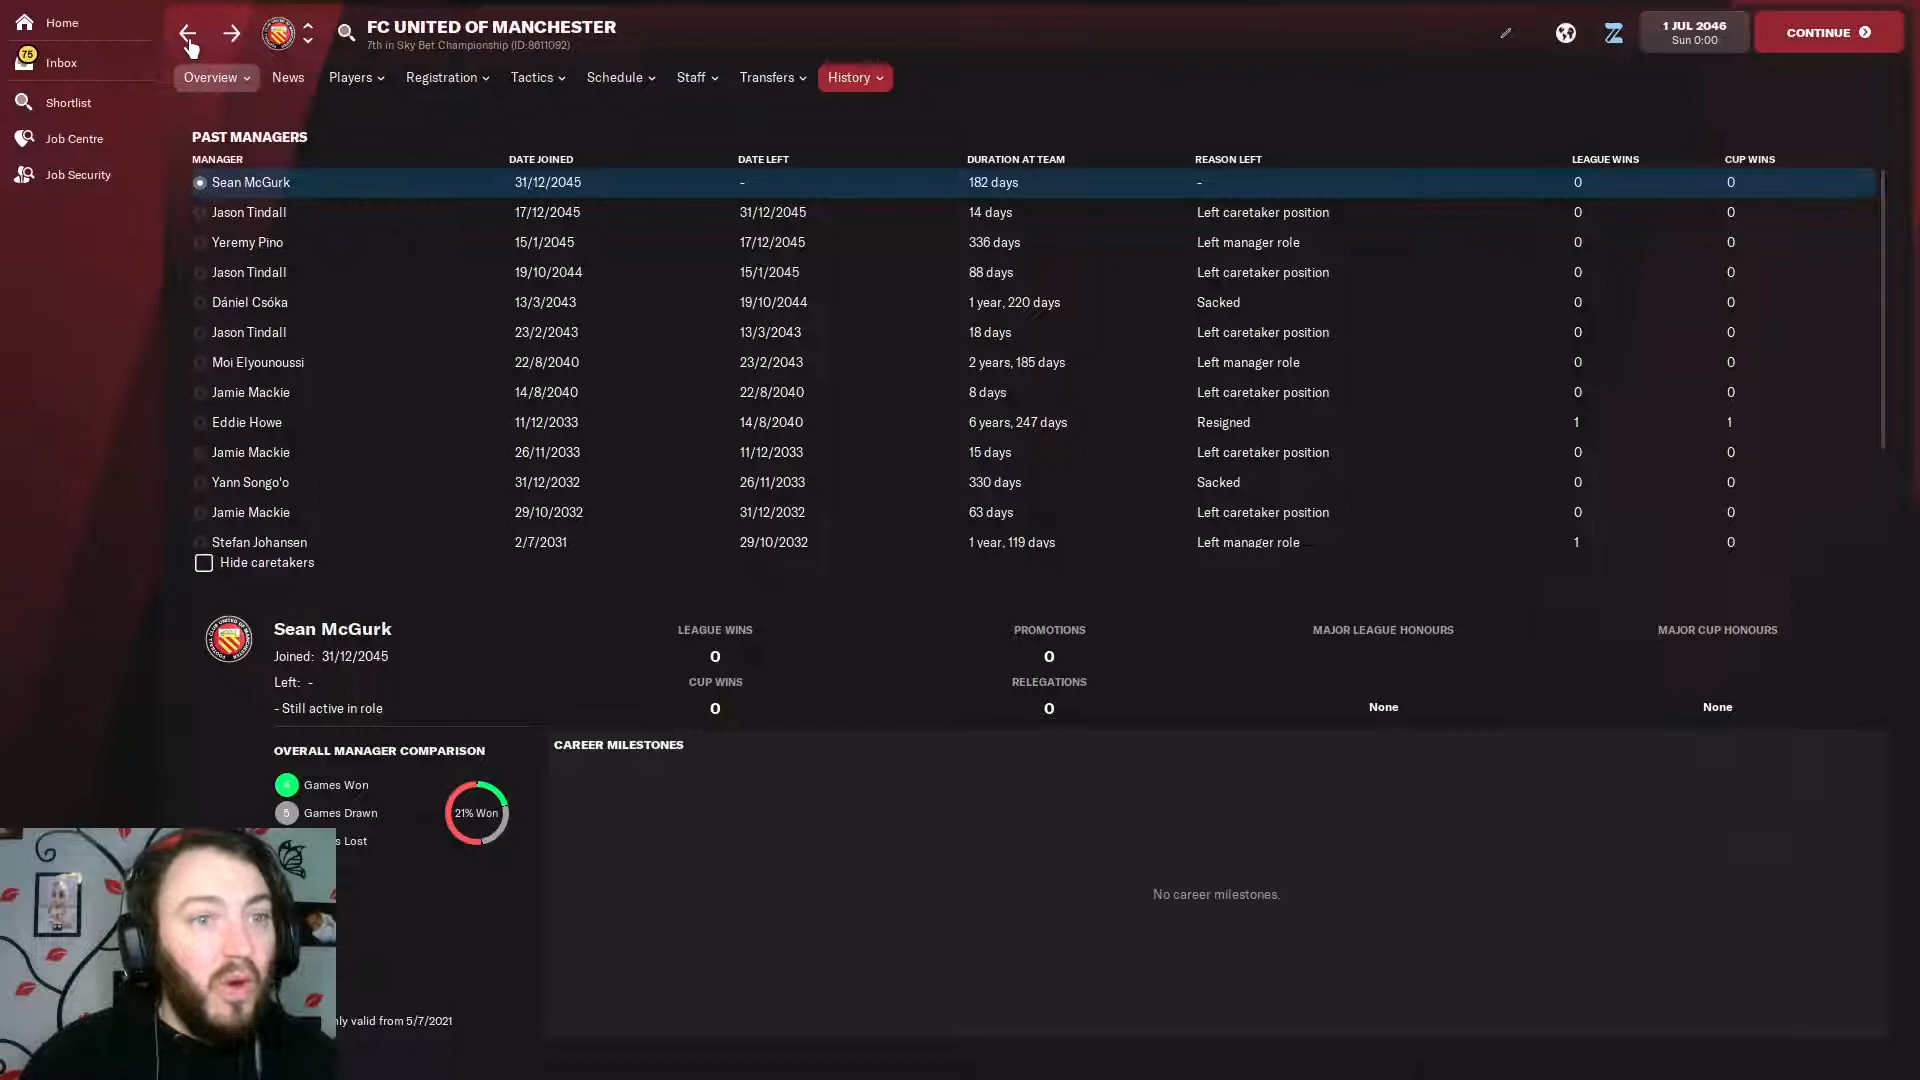 Home
75
Inbox
Shortlist
Job Centre
Job Security
FC UNITED OF MANCHESTER
7th in Sky Bet Championship (ID:8611092)
1 JUL 2046
Sun 0:00
CONTINUE
Overview News Players Registration Tactics Schedule Staff Transfers History
PAST MANAGERS
MANAGER DATE JOINED DATE LEFT DURATION AT TEAM REASON LEFT LEAGUE WINS CUP WINS
Sean McGurk 31/12/2045 - 182 days - 0 0
Jason Tindall 17/12/2045 31/12/2045 14 days Left caretaker position 0 0
Yeremy Pino 15/1/2045 17/12/2045 336 days Left manager role 0 0
Jason Tindall 19/10/2044 15/1/2045 88 days Left caretaker position 0 0
Dániel Csóka 13/3/2043 19/10/2044 1 year, 220 days Sacked 0 0
Jason Tindall 23/2/2043 13/3/2043 18 days Left caretaker position 0 0
Moi Elyounoussi 22/8/2040 23/2/2043 2 years, 185 days Left manager role 0 0
Jamie Mackie 14/8/2040 22/8/2040 8 days Left caretaker position 0 0
Eddie Howe 11/12/2033 14/8/2040 6 years, 247 days Resigned 1 1
Jamie Mackie 26/11/2033 11/12/2033 15 days Left caretaker position 0 0
Yann Songo'o 31/12/2032 26/11/2033 330 days Sacked 0 0
Jamie Mackie 29/10/2032 31/12/2032 63 days Left caretaker position 0 0
Stefan Johansen 2/7/2031 29/10/2032 1 year, 119 days Left manager role 1 0
Hide caretakers
Sean McGurk
Joined: 31/12/2045
Left: -
- Still active in role
LEAGUE WINS
0
CUP WINS
0
PROMOTIONS
0
RELEGATIONS
0
MAJOR LEAGUE HONOURS
None
MAJOR CUP HONOURS
None
OVERALL MANAGER COMPARISON
4 Games Won
5 Games Drawn
s Lost
21% Won
nly valid from 5/7/2021
CAREER MILESTONES
No career milestones.